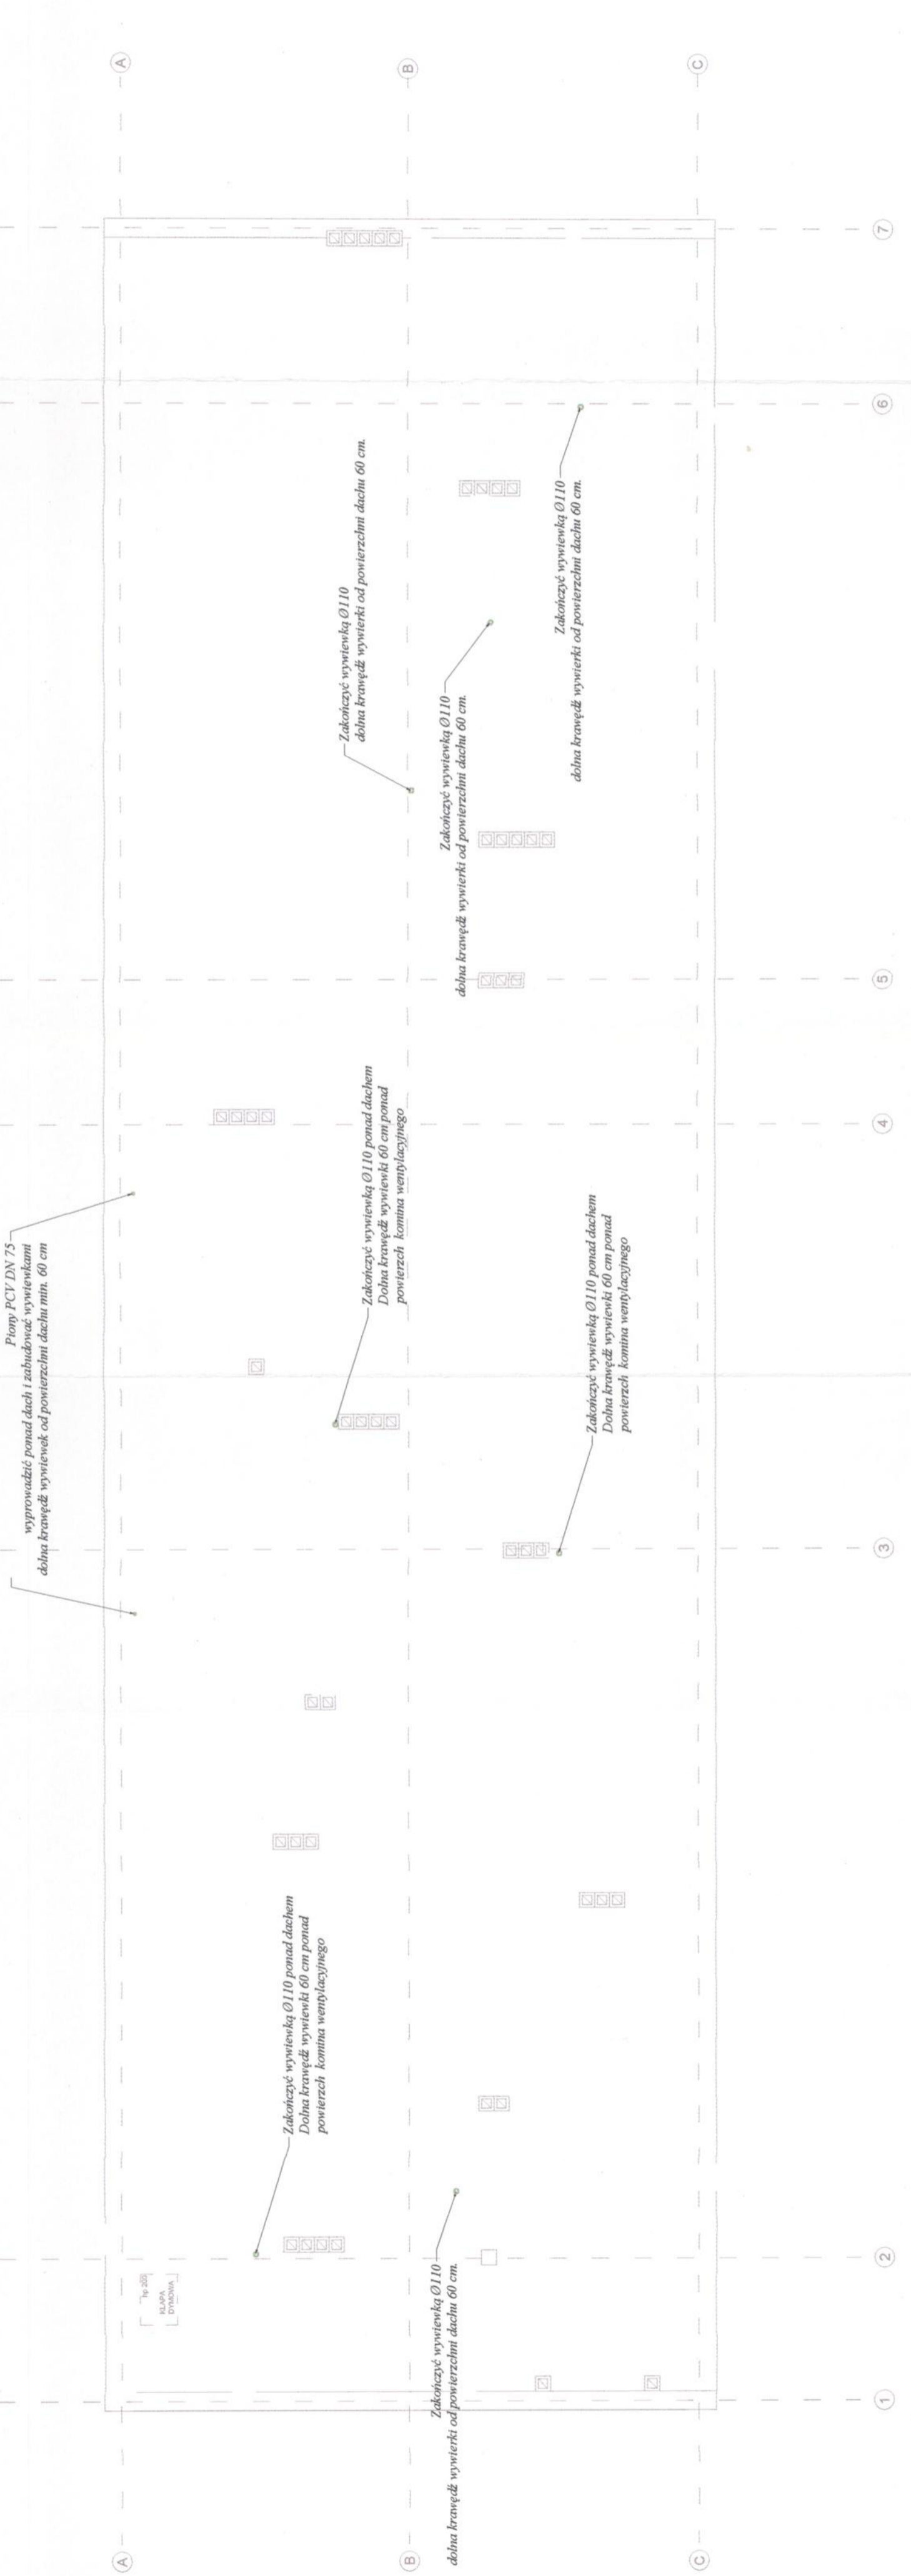 Piony PCV DN 75
wyprowadzić ponad dach i zabudować wywiewkami
dolna krawędź wywiewek od powierzchni dachu min. 60 cm
A
B
C
hp 203
KLAPA
DYMOWA
Zakończyć wywiewką Ø110 ponad dachem
Dolna krawędź wywiewki 60 cm ponad
powierzch komina wentylacyjnego
Zakończyć wywiewką Ø110
dolna krawędź wywierki od powierzchni dachu 60 cm.
Zakończyć wywiewką Ø110 ponad dachem
Dolna krawędź wywiewki 60 cm ponad
powierzch komina wentylacyjnego
Zakończyć wywiewką Ø110 ponad dachem
Dolna krawędź wywiewki 60 cm ponad
powierzch komina wentylacyjnego
Zakończyć wywiewką Ø110
dolna krawędź wywierki od powierzchni dachu 60 cm.
Zakończyć wywiewką Ø110
dolna krawędź wywierki od powierzchni dachu 60 cm.
Zakończyć wywiewką Ø110
dolna krawędź wywierki od powierzchni dachu 60 cm.
A
B
C
1
2
3
4
5
6
7